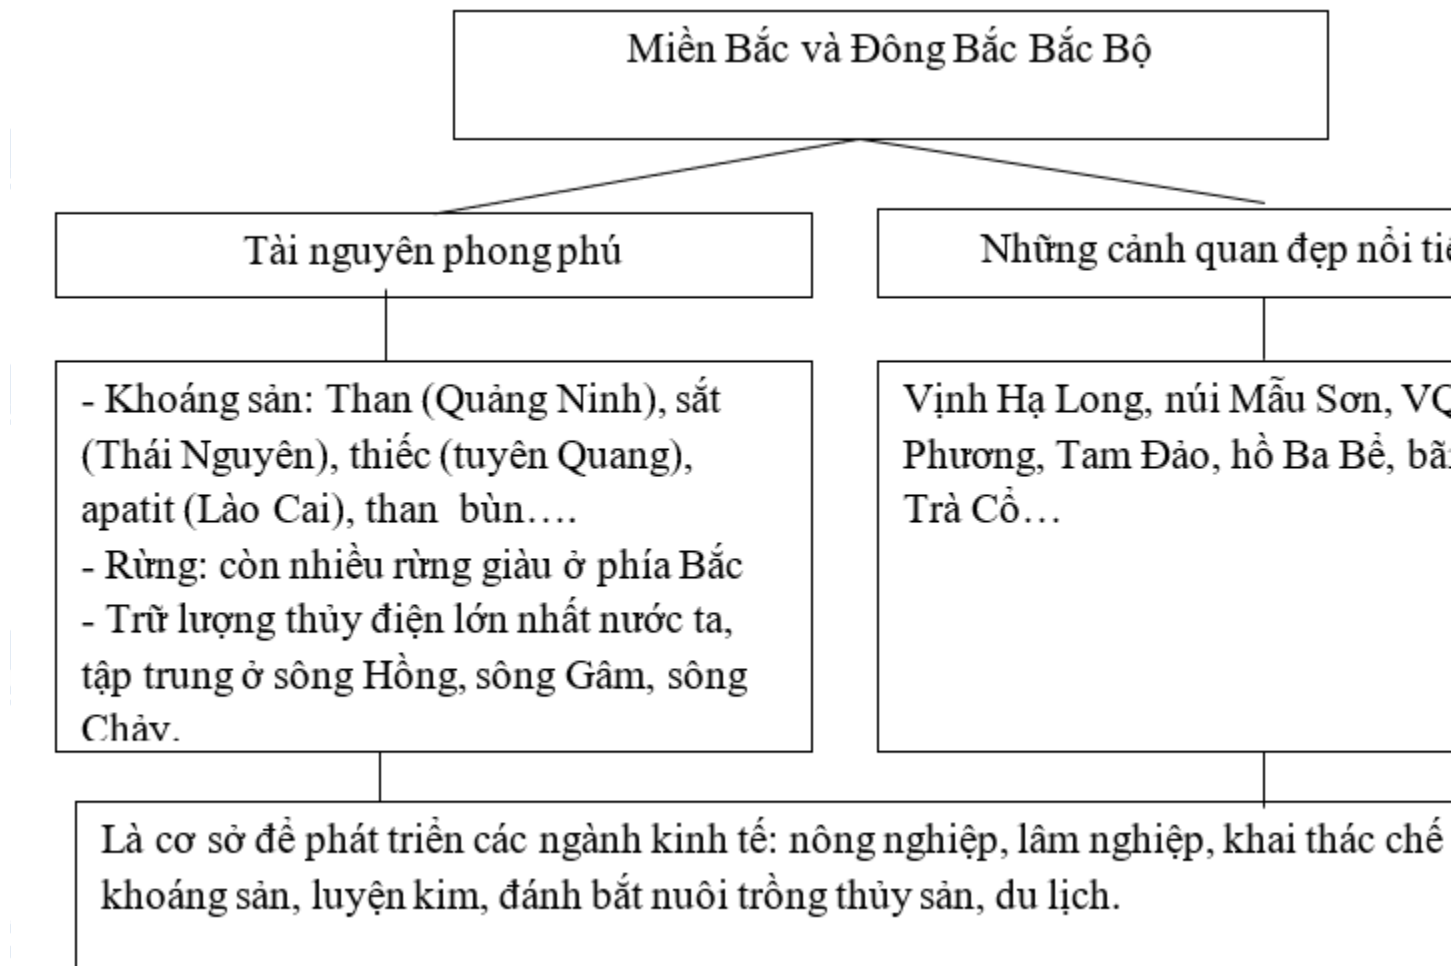 Miền Bắc và Đông Bắc Bắc Bộ
Tài nguyên phong phú
Những cảnh quan đẹp nổi
- Khoáng sản: Than (Quảng Ninh), sắt
(Thái Nguyên), thiếc (tuyên Quang),
apatit (Lào Cai), than bùn….
- Rừng: còn nhiều rừng giàu ở phía Bắc
- Trữ lượng thủy điện lớn nhất nước ta,
tập trung ở sông Hồng, sông Gâm, sông
Chảy.
Vịnh Hạ Long, núi Mẫu Sơn,
Phương, Tam Đảo, hồ Ba Bể,
Trà Cổ…
Là cơ sở để phát triển các ngành kinh tế: nông nghiệp, lâm nghiệp, khai thác chế
khoáng sản, luyện kim, đánh bắt nuôi trồng thủy sản, du lịch.